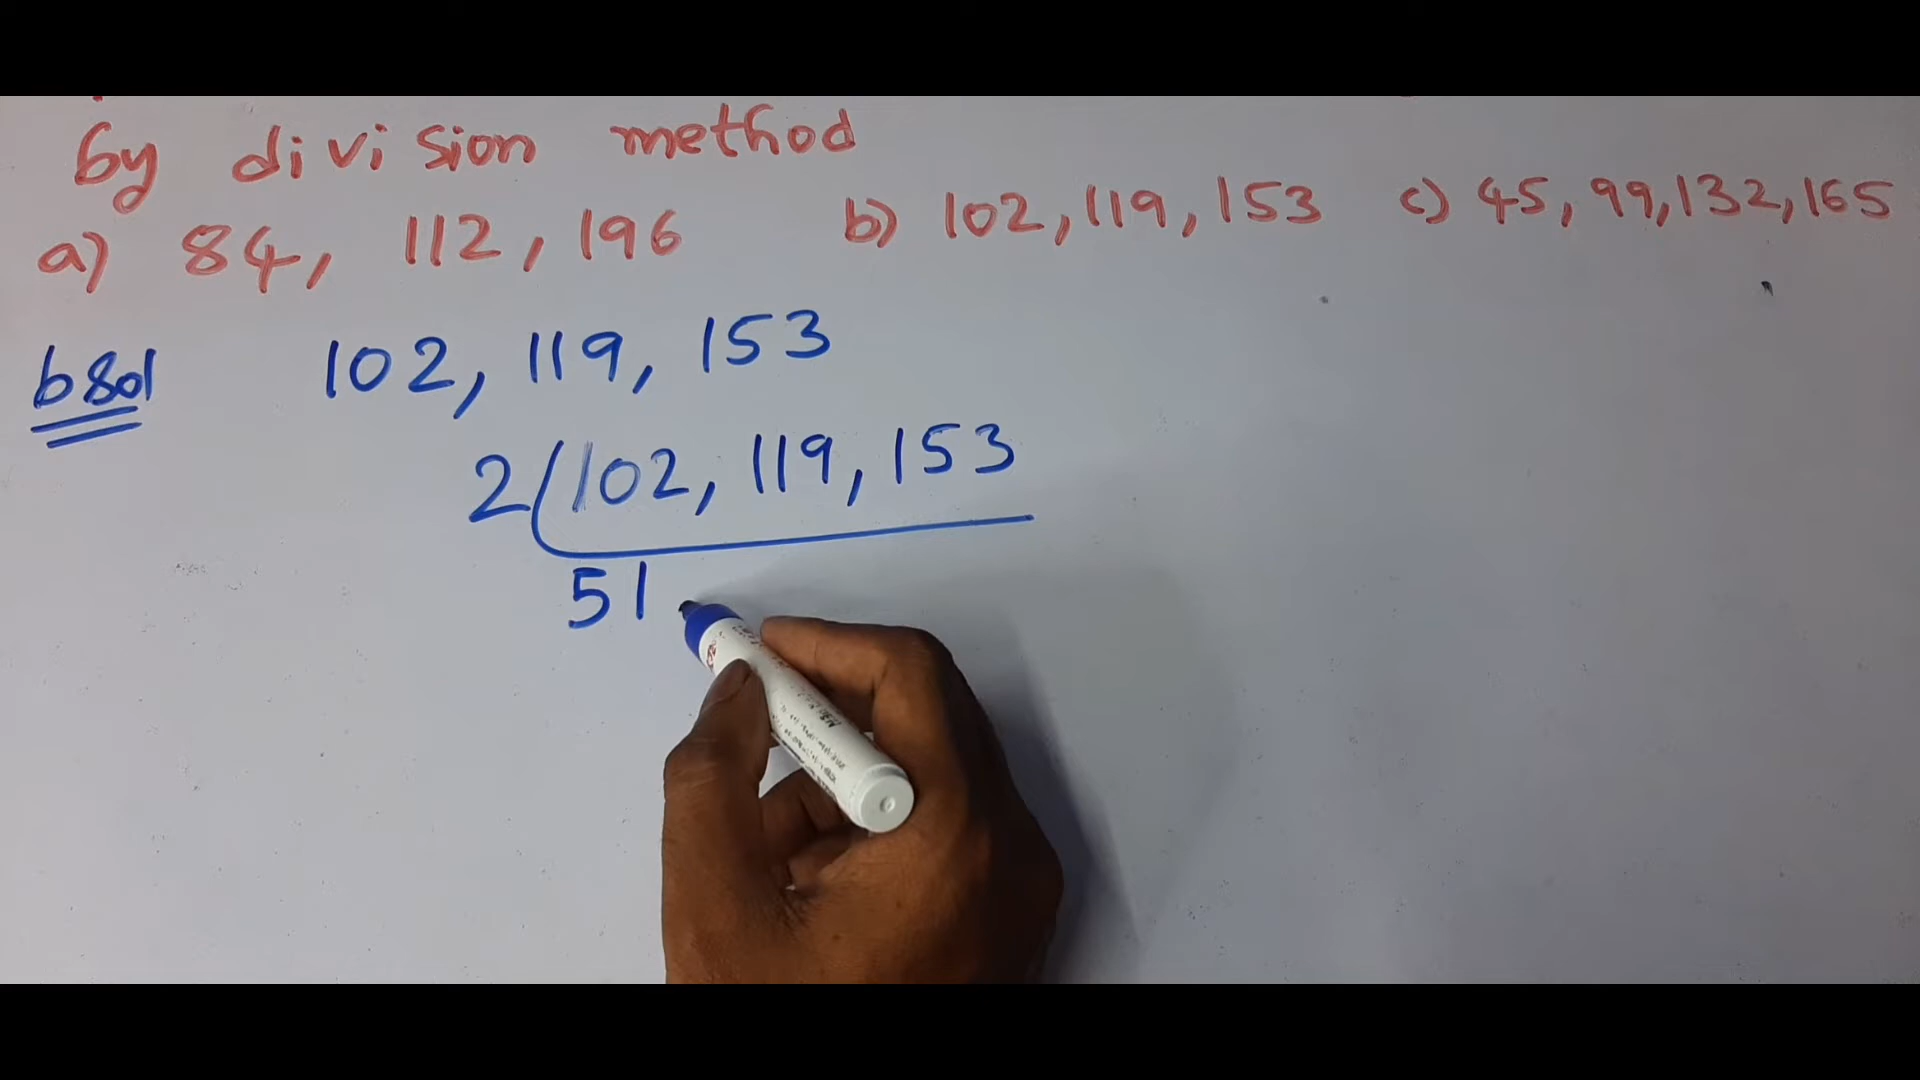 by division method
a) 84, 112, 196 b) 102, 119, 153 c) 45, 99, 132, 165
b sol 102, 119, 153
2 102, 119, 153
51